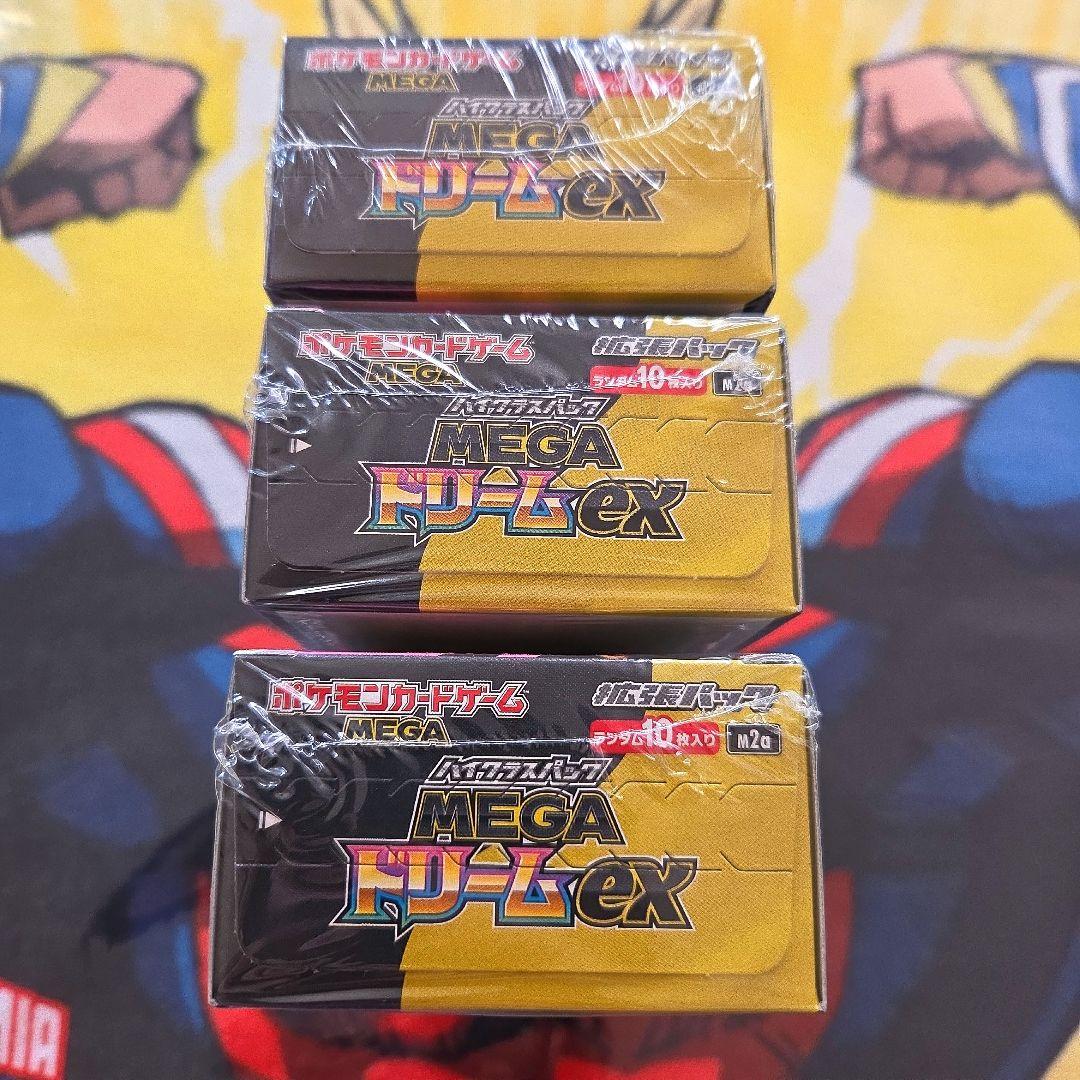 ポケモンカードゲーム
MEGA
拡張パック
ハイクラスパック
MEGA
ドリームex
ポケモンカードゲーム
MEGA
拡張パック
ランダム10枚入り
M2a
ハイクラスパック
MEGA
ドリームex
ポケモンカードゲーム
MEGA
拡張パック
ランダム10枚入り
M2a
ハイクラスパック
MEGA
ドリームex